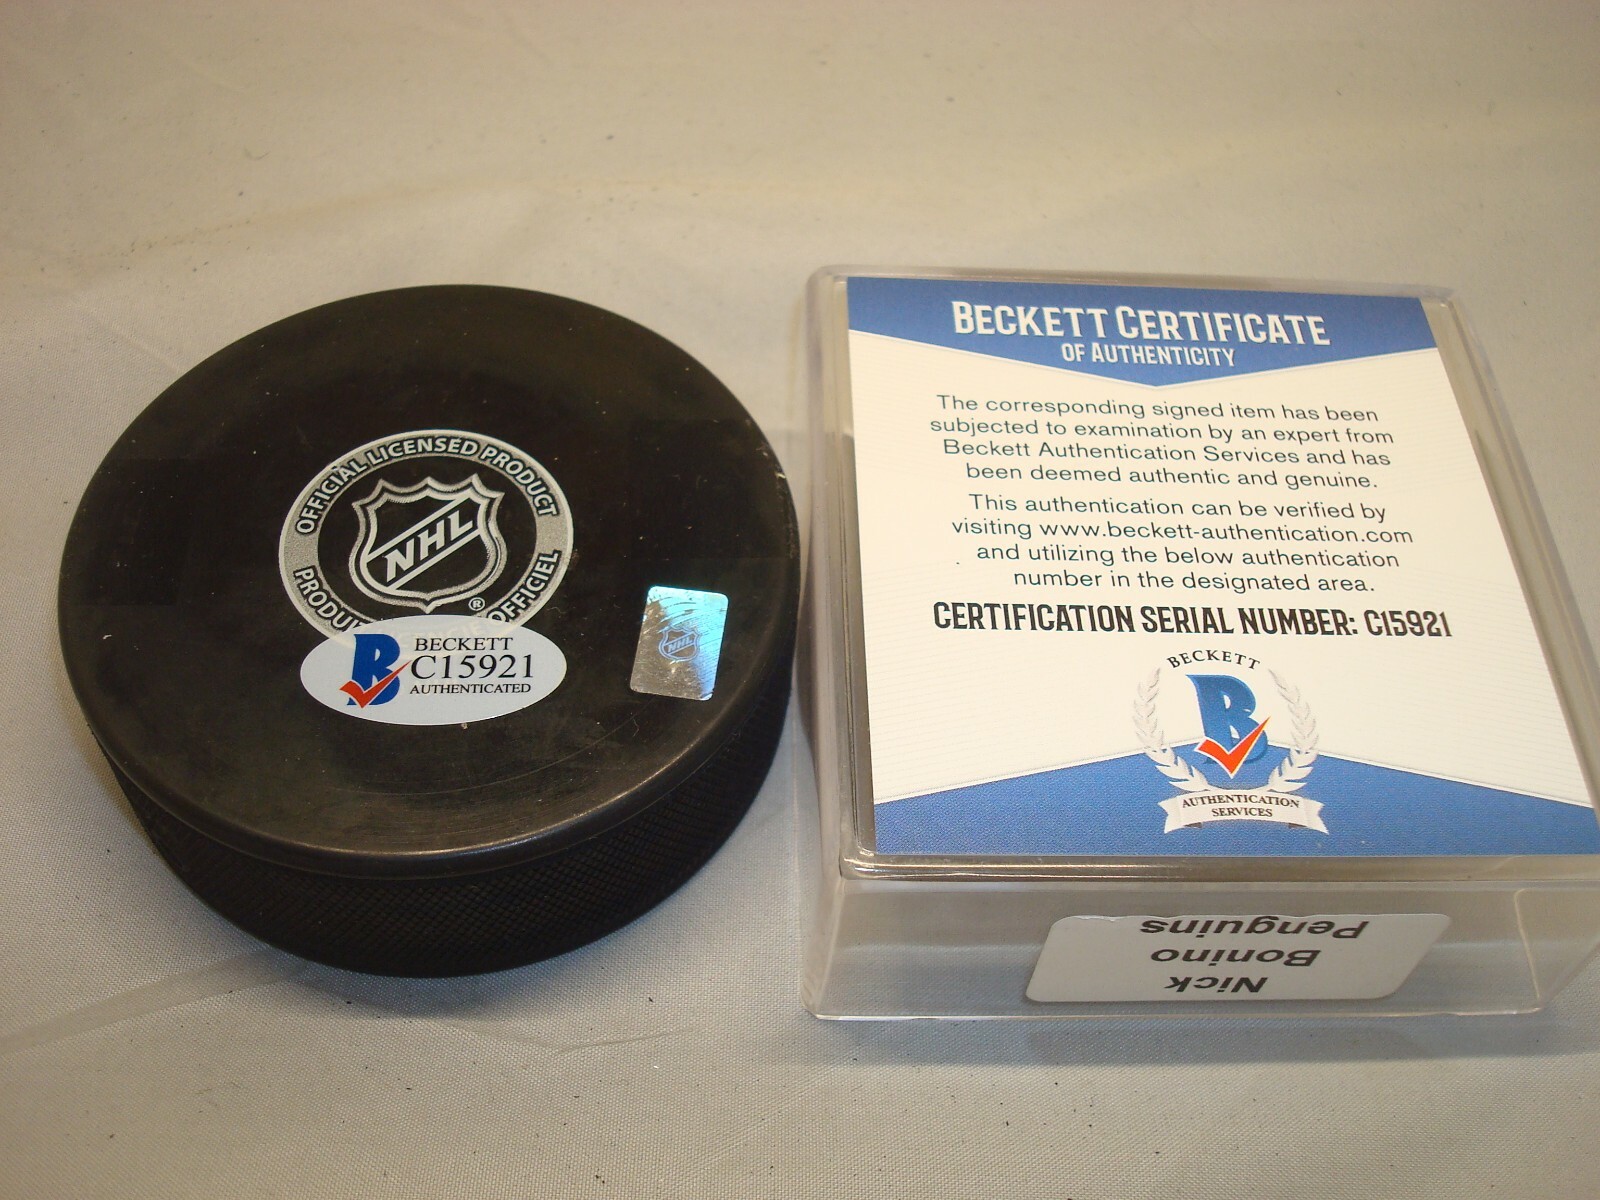 OFFICIAL LICENSED PRODUCT
NHL
®
OFFICIEL
BECKETT
C15921
AUTHENTICATED
NHL
BECKETT CERTIFICATE
OF AUTHENTICITY
The corresponding signed item has been
subjected to examination by an expert from
Beckett Authentication Services and has
been deemed authentic and genuine.
This authentication can be verified by
visiting www.beckett-authentication.com
and utilizing the below authentication
number in the designated area.
CERTIFICATION SERIAL NUMBER: C15921
BECKETT
B
AUTHENTICATION
SERVICES
Nick
Bonino
Penguins